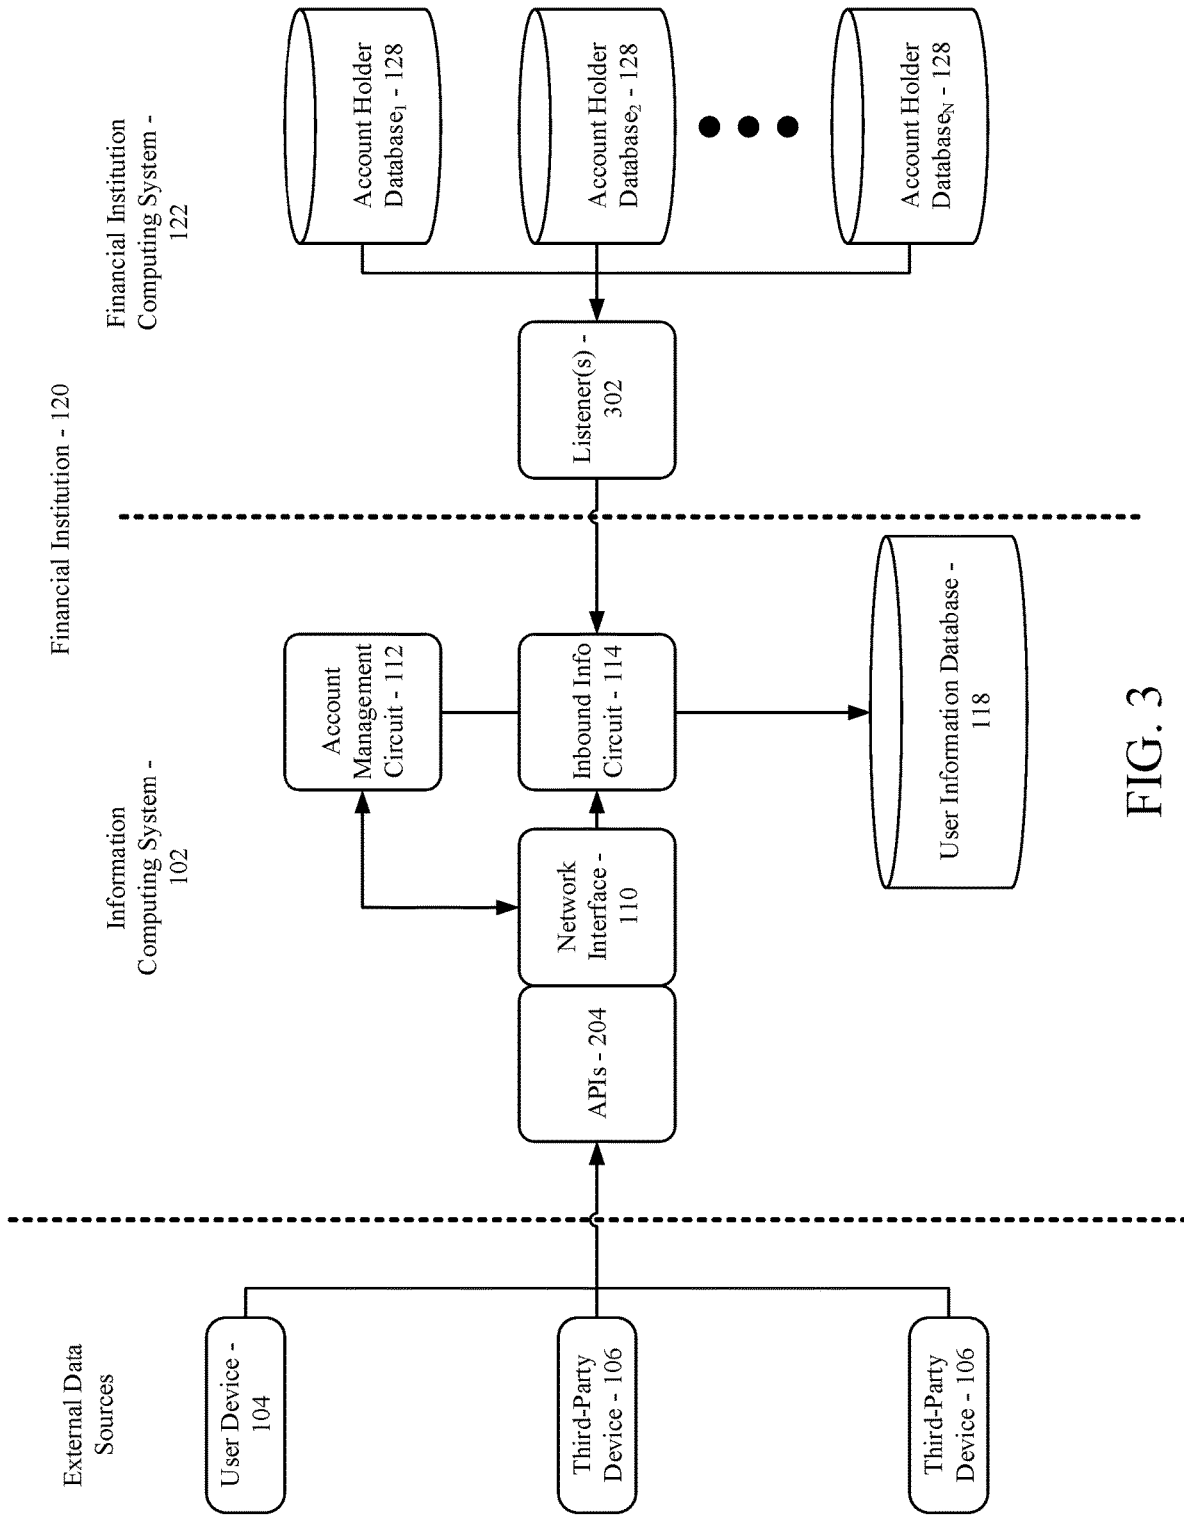 Financial Institution - 120
External Data
Sources
Information
Computing System -
102
Financial Institution
Computing System -
122
User Device -
104
Third-Party
Device - 106
Third-Party
Device - 106
APIs - 204
Network
Interface -
110
Account
Management
Circuit - 112
Inbound Info
Circuit - 114
User Information Database -
118
Listener(s) -
302
Account Holder
Database1 - 128
Account Holder
Database2 - 128
Account Holder
DatabaseN - 128
FIG. 3